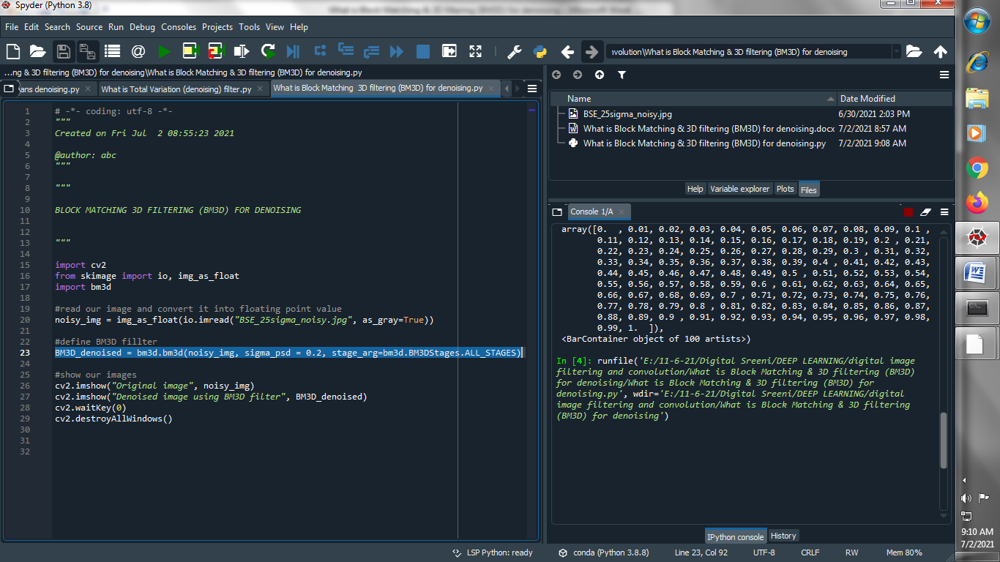 Spyder (Python 3.8)
File Edit Search Source Run Debug Consoles Projects Tools View Help
ıvolution\What is Block Matching & 3D filtering (BM3D) for denoising
...ng & 3D filtering (BM3D) for denoising\What is Block Matching & 3D filtering (BM3D) for denoising.py
ans denoising.py What is Total Variation (denoising) filter.py What is Block Matching 3D filtering (BM3D) for denoising.py
1 # -*- coding: utf-8 -*-
2 """
3 Created on Fri Jul  2 08:55:23 2021
4
5 @author: abc
6 """
7
8 """
9
10 BLOCK MATCHING 3D FILTERING (BM3D) FOR DENOISING
11
12
13 """
14
15 import cv2
16 from skimage import io, img_as_float
17 import bm3d
18
19 #read our image and convert it into floating point value
20 noisy_img = img_as_float(io.imread("BSE_25sigma_noisy.jpg", as_gray=True))
21
22 #define BM3D fillter
23 BM3D_denoised = bm3d.bm3d(noisy_img, sigma_psd = 0.2, stage_arg=bm3d.BM3DStages.ALL_STAGES)
24
25 #show our images
26 cv2.imshow("Original image", noisy_img)
27 cv2.imshow("Denoised image using BM3D filter", BM3D_denoised)
28 cv2.waitKey(0)
29 cv2.destroyAllWindows()
30
31
32
Name Date Modified
BSE_25sigma_noisy.jpg 6/30/2021 2:03 PM
What is Block Matching & 3D filtering (BM3D) for denoising.docx 7/2/2021 8:57 AM
What is Block Matching & 3D filtering (BM3D) for denoising.py 7/2/2021 9:08 AM
Help Variable explorer Plots Files
Console 1/A
array([0.  , 0.01, 0.02, 0.03, 0.04, 0.05, 0.06, 0.07, 0.08, 0.09, 0.1 ,
0.11, 0.12, 0.13, 0.14, 0.15, 0.16, 0.17, 0.18, 0.19, 0.2 , 0.21,
0.22, 0.23, 0.24, 0.25, 0.26, 0.27, 0.28, 0.29, 0.3 , 0.31, 0.32,
0.33, 0.34, 0.35, 0.36, 0.37, 0.38, 0.39, 0.4 , 0.41, 0.42, 0.43,
0.44, 0.45, 0.46, 0.47, 0.48, 0.49, 0.5 , 0.51, 0.52, 0.53, 0.54,
0.55, 0.56, 0.57, 0.58, 0.59, 0.6 , 0.61, 0.62, 0.63, 0.64, 0.65,
0.66, 0.67, 0.68, 0.69, 0.7 , 0.71, 0.72, 0.73, 0.74, 0.75, 0.76,
0.77, 0.78, 0.79, 0.8 , 0.81, 0.82, 0.83, 0.84, 0.85, 0.86, 0.87,
0.88, 0.89, 0.9 , 0.91, 0.92, 0.93, 0.94, 0.95, 0.96, 0.97, 0.98,
0.99, 1.  ]),
<BarContainer object of 100 artists>)
In [4]: runfile('E:/11-6-21/Digital Sreeni/DEEP LEARNING/digital image
filtering and convolution/What is Block Matching & 3D filtering (BM3D)
for denoising/What is Block Matching & 3D filtering (BM3D) for
denoising.py', wdir='E:/11-6-21/Digital Sreeni/DEEP LEARNING/digital
image filtering and convolution/What is Block Matching & 3D filtering
(BM3D) for denoising')
IPython console History
LSP Python: ready conda (Python 3.8.8) Line 23, Col 92 UTF-8 CRLF RW Mem 80%
9:10 AM
7/2/2021